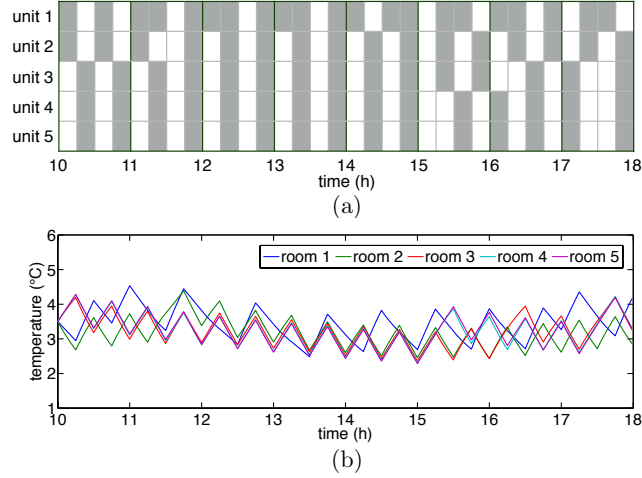 unit 1
unit 2
unit 3
unit 4
unit 5
10 11 12 13 14 15 16 17 18
time (h)
(a)
6
5
4
3
2
1
temperature (°C)
room 1 room 2 room 3 room 4 room 5
10 11 12 13 14 15 16 17 18
time (h)
(b)